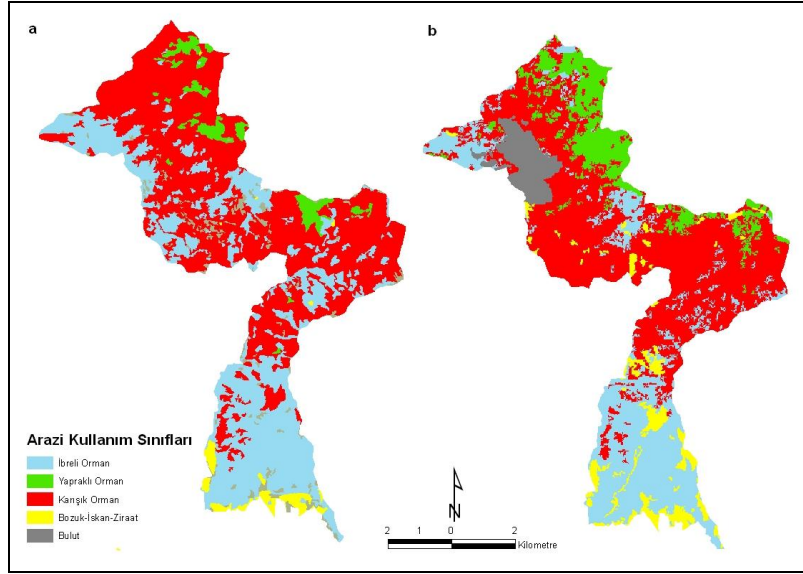 a
b
Arazi Kullanım Sınıfları
İbreli Orman
Yapraklı Orman
Karışık Orman
Bozuk-İskan-Ziraat
Bulut
2 1 0 2
Kilometre